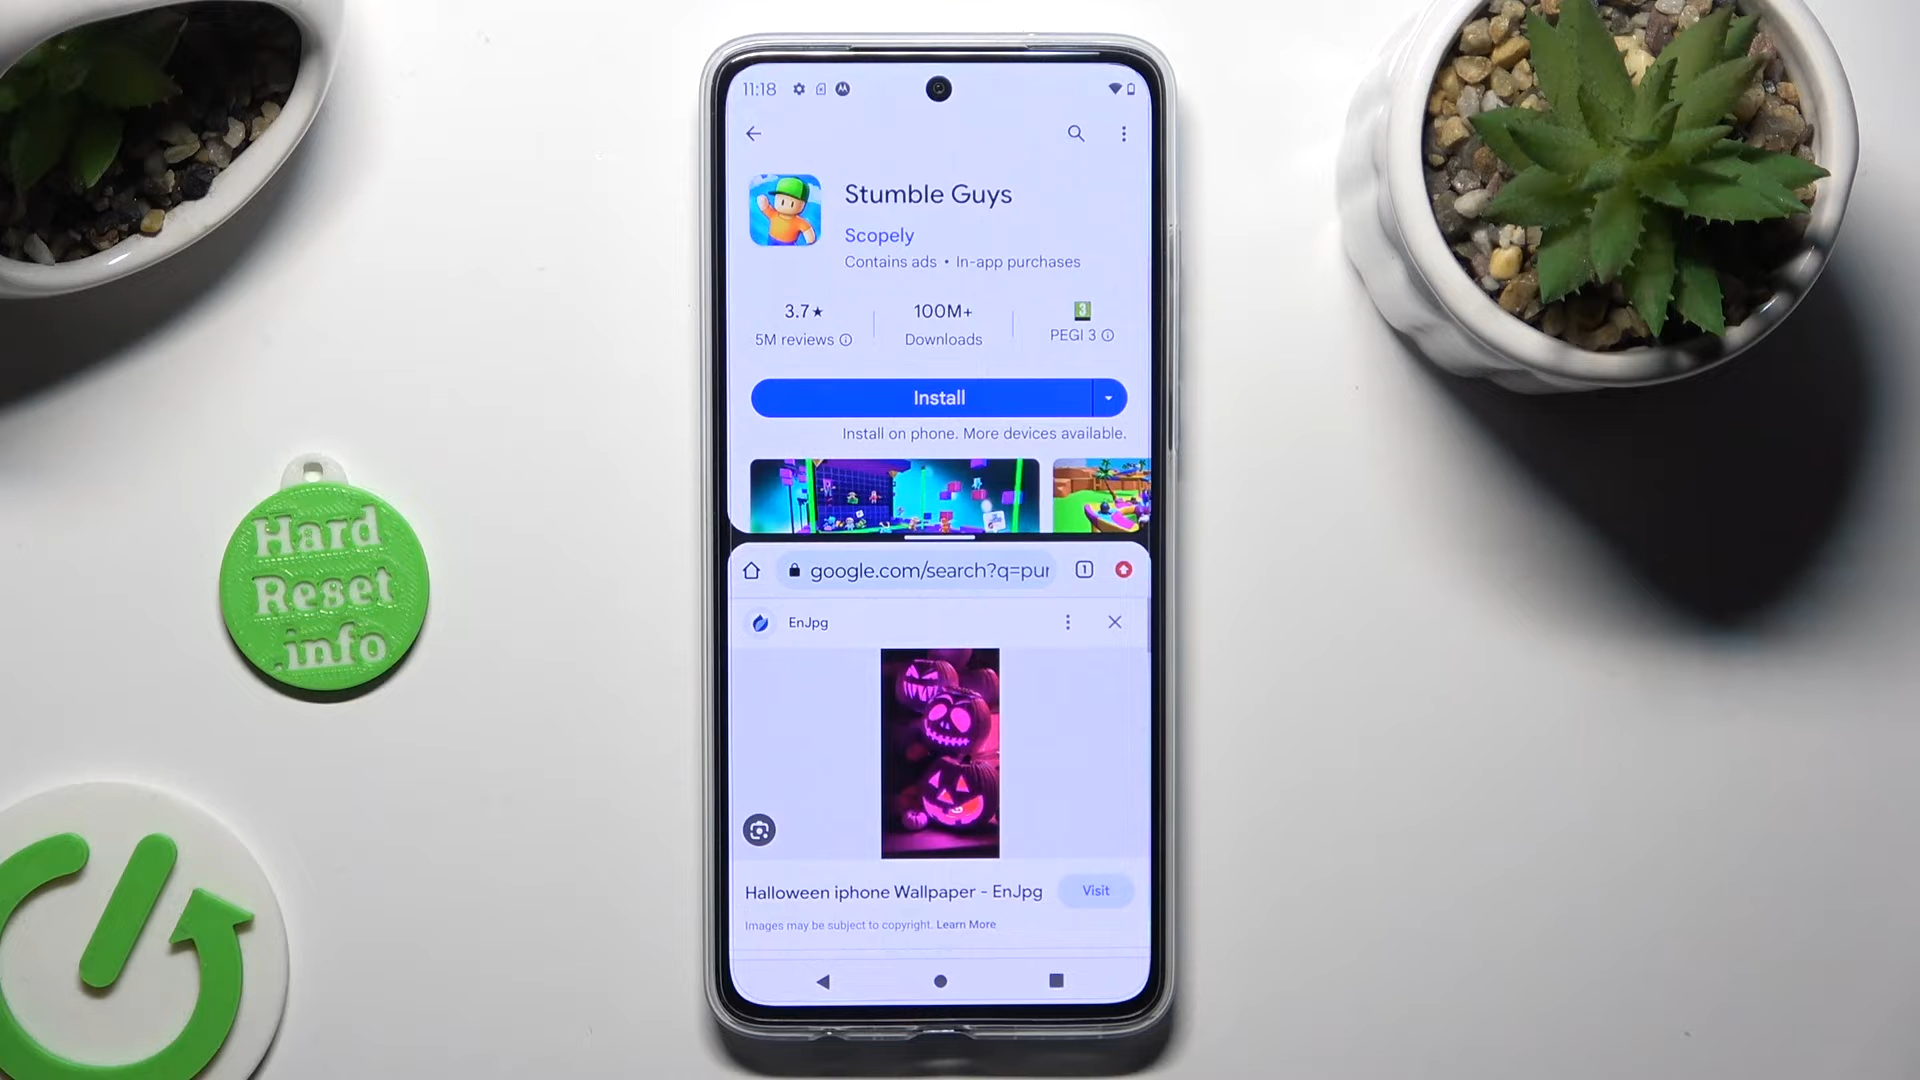 11:18
Stumble Guys
Scopely
Contains ads • In-app purchases
3.7★
5M reviews
100M+
Downloads
3
PEGI 3
Install
Install on phone. More devices available.
google.com/search?q=pur
1
EnJpg
Halloween iphone Wallpaper - EnJpg
Visit
Images may be subject to copyright. Learn More
Hard
Reset
.info